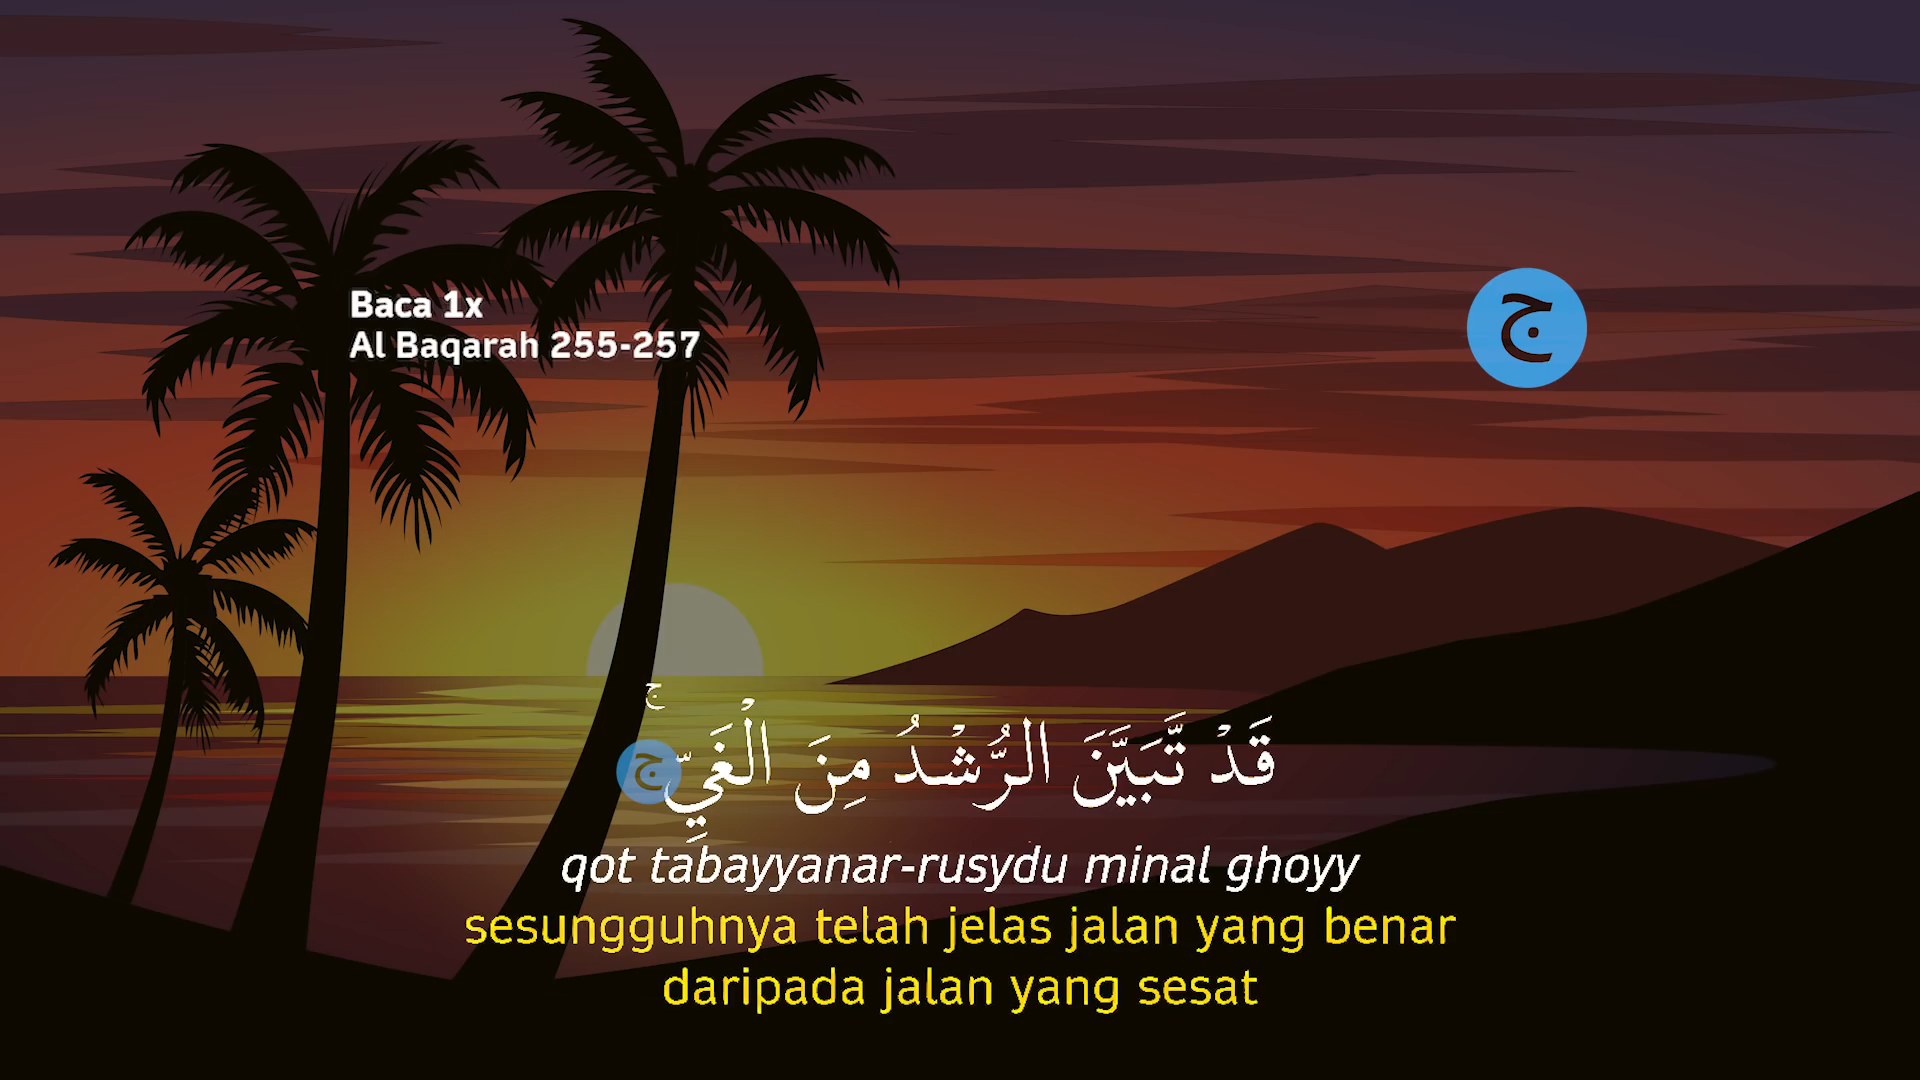 Baca 1x
Al Baqarah 255-257
ج
قَدْ تَّبَيَّنَ الرُّشْدُ مِنَ الْغَيِّۚ ج
qot tabayyanar-rusydu minal ghoyy
sesungguhnya telah jelas jalan yang benar
daripada jalan yang sesat